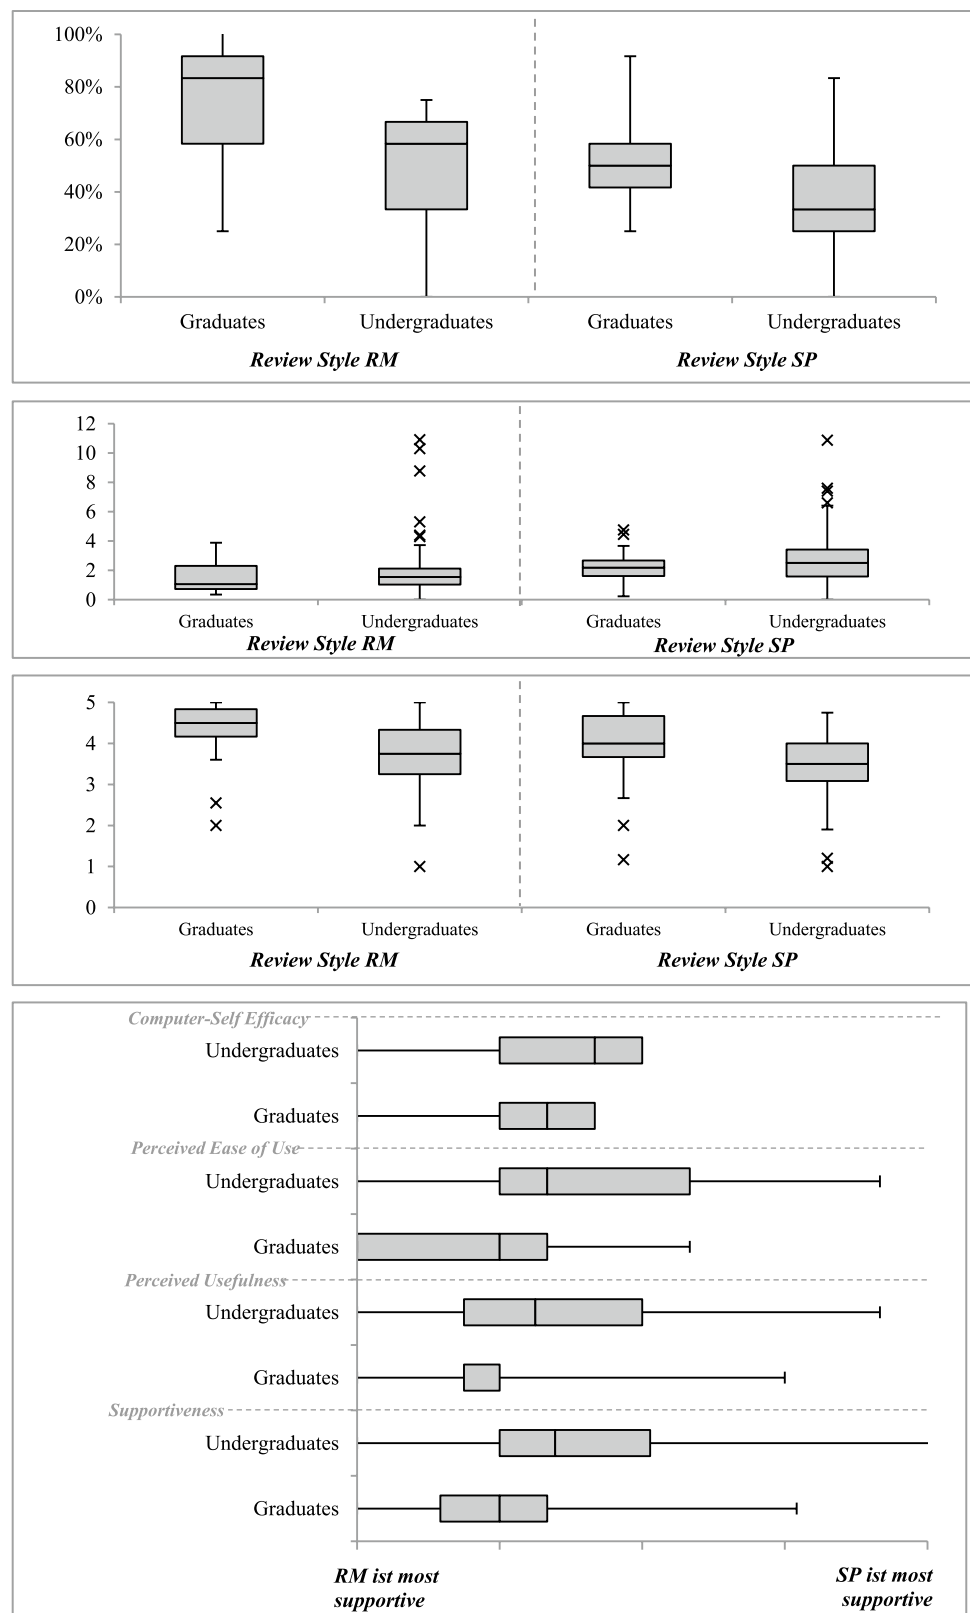 100%
80%
60%
40%
20%
0%
Graduates Undergraduates Graduates Undergraduates
Review Style RM Review Style SP
12
10
8
6
4
2
0
Graduates Undergraduates Graduates Undergraduates
Review Style RM Review Style SP
5
4
3
2
1
0
Graduates Undergraduates Graduates Undergraduates
Review Style RM Review Style SP
Computer-Self Efficacy
Undergraduates
Graduates
Perceived Ease of Use
Undergraduates
Graduates
Perceived Usefulness
Undergraduates
Graduates
Supportiveness
Undergraduates
Graduates
RM ist most SP ist most
supportive supportive